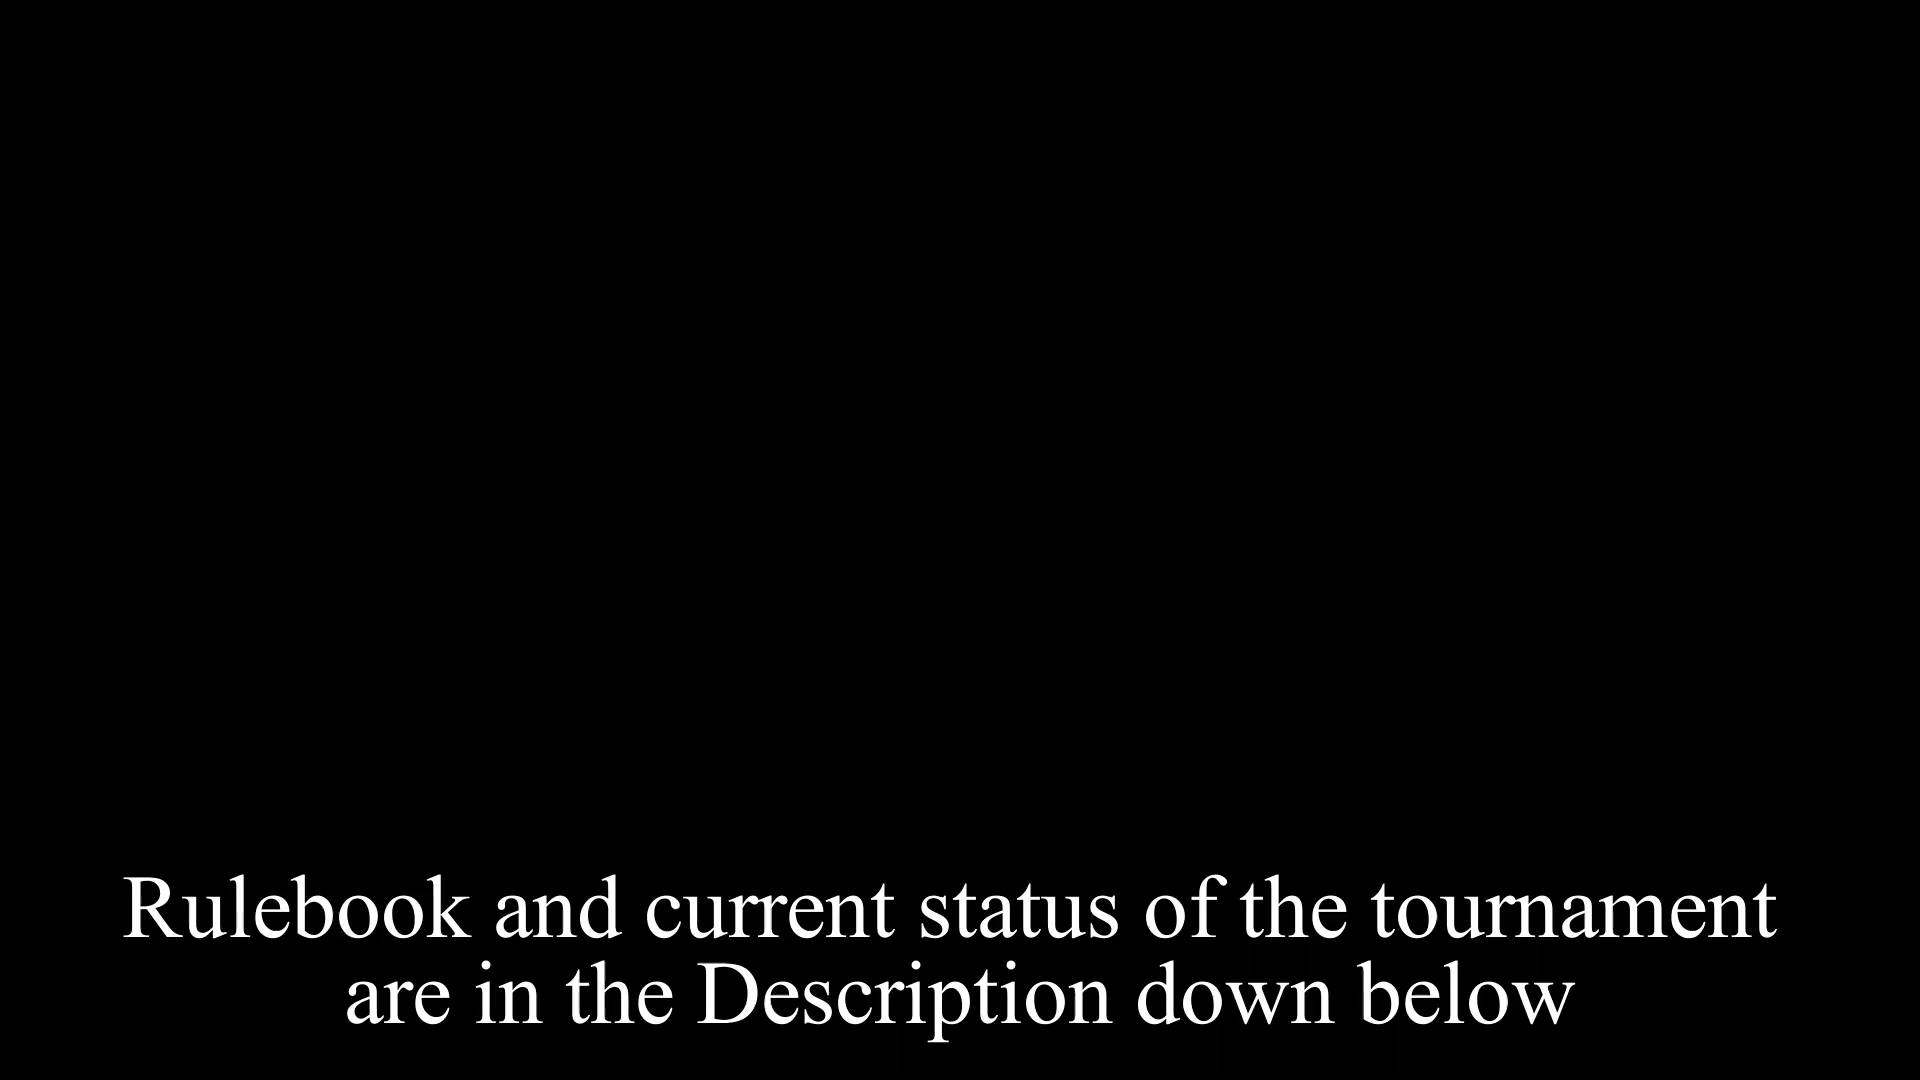 Rulebook and current status of the tournament
are in the Description down below